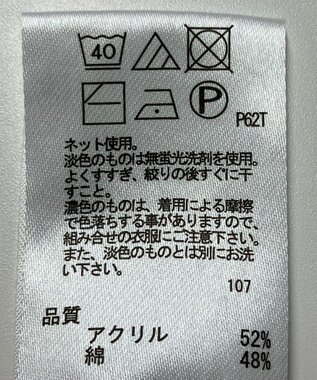 40
P P62T
ネット使用。
淡色のものは無蛍光洗剤を使用。
よくすすぎ、絞りの後すぐに干
すこと。
濃色のものは、着用による摩擦
で色落ちする事がありますので、
組み合せの衣服にご注意下さい。
また、淡色のものとは別にお洗
い下さい。
107
品質
アクリル 52%
綿 48%